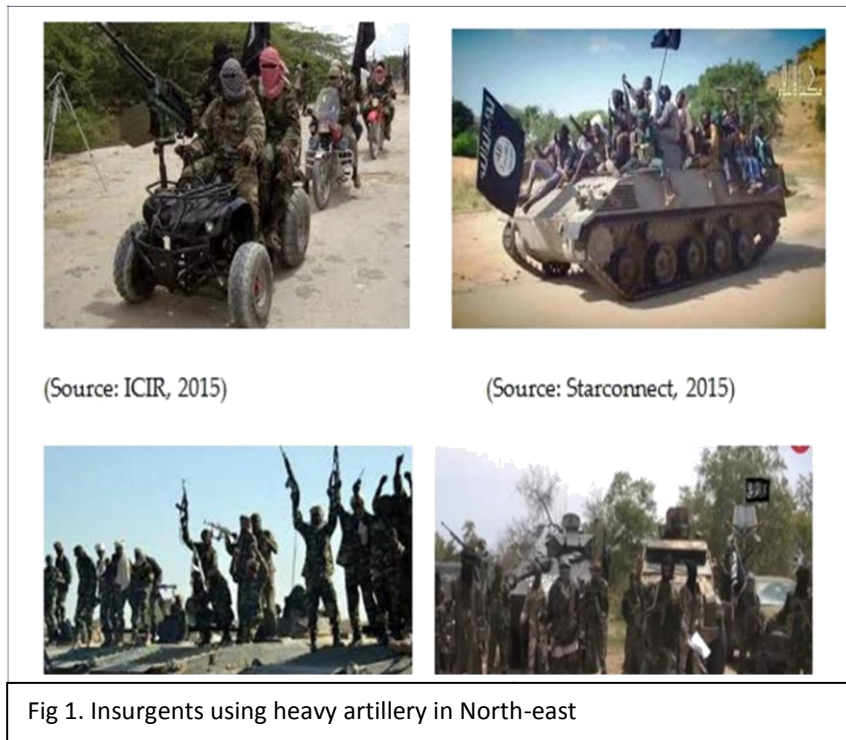 (Source: ICIR, 2015)
(Source: Starconnect, 2015)
Fig 1. Insurgents using heavy artillery in North-east